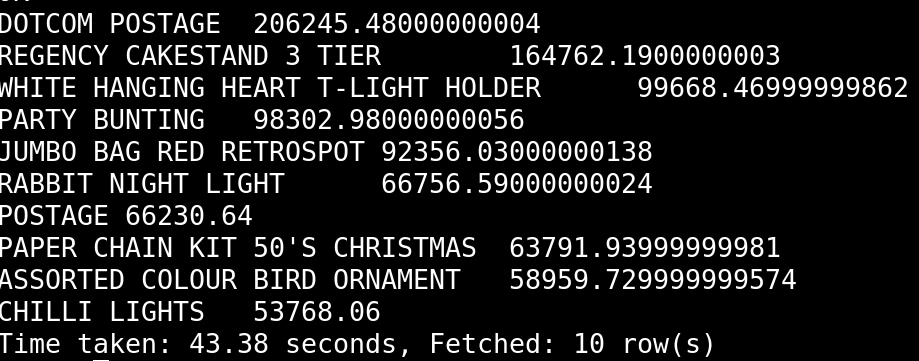 DOTCOM POSTAGE  206245.48000000004
REGENCY CAKESTAND 3 TIER        164762.1900000003
WHITE HANGING HEART T-LIGHT HOLDER      99668.46999999862
PARTY BUNTING   98302.98000000056
JUMBO BAG RED RETROSPOT 92356.03000000138
RABBIT NIGHT LIGHT      66756.59000000024
POSTAGE 66230.64
PAPER CHAIN KIT 50'S CHRISTMAS  63791.93999999981
ASSORTED COLOUR BIRD ORNAMENT   58959.729999999574
CHILLI LIGHTS   53768.06
Time taken: 43.38 seconds, Fetched: 10 row(s)